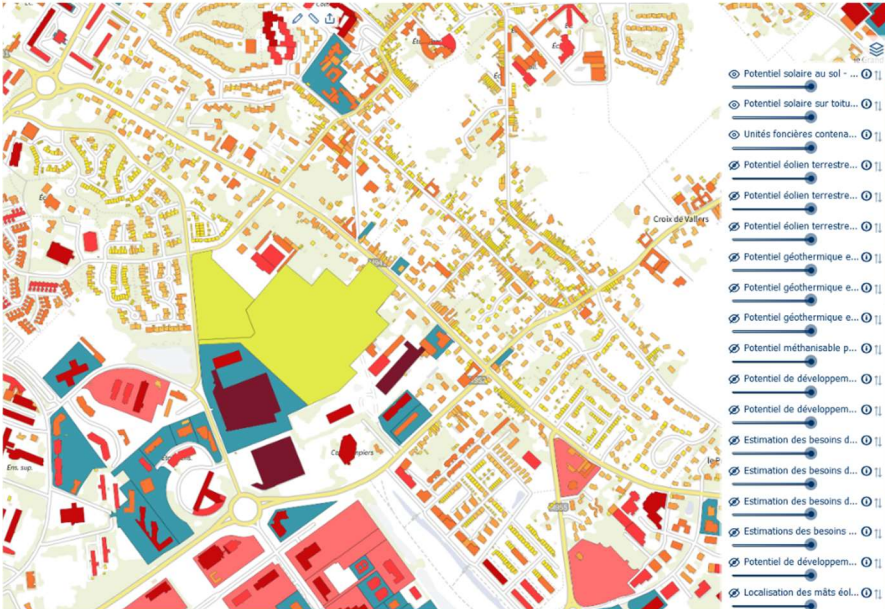 Potentiel solaire au sol - ...
Potentiel solaire sur toitu...
Unités foncières contena...
Potentiel éolien terrestre...
Potentiel éolien terrestre...
Croix de Vallers
Potentiel éolien terrestre...
Potentiel géothermique e...
Potentiel géothermique e...
Potentiel géothermique e...
Potentiel méthanisable p...
Potentiel de développem...
Potentiel de développem...
Estimation des besoins d...
Ens. sup.
Estimation des besoins d...
Estimation des besoins d...
Estimations des besoins ...
Potentiel de développem...
Localisation des mâts éol...